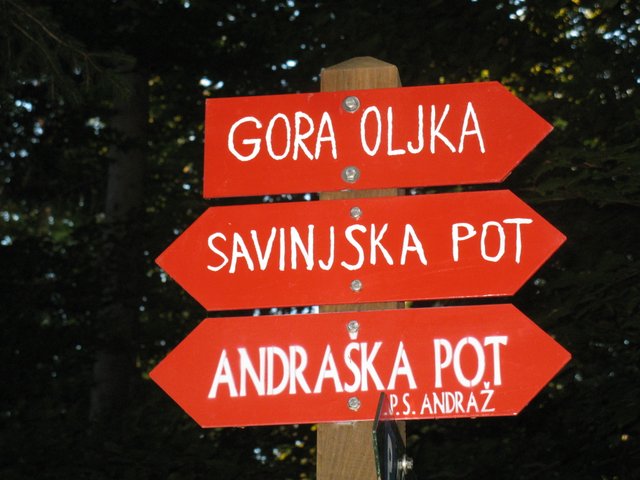 GORA OLJKA
SAVINJSKA POT
ANDRAŠKA POT
P.S. ANDRAŽ